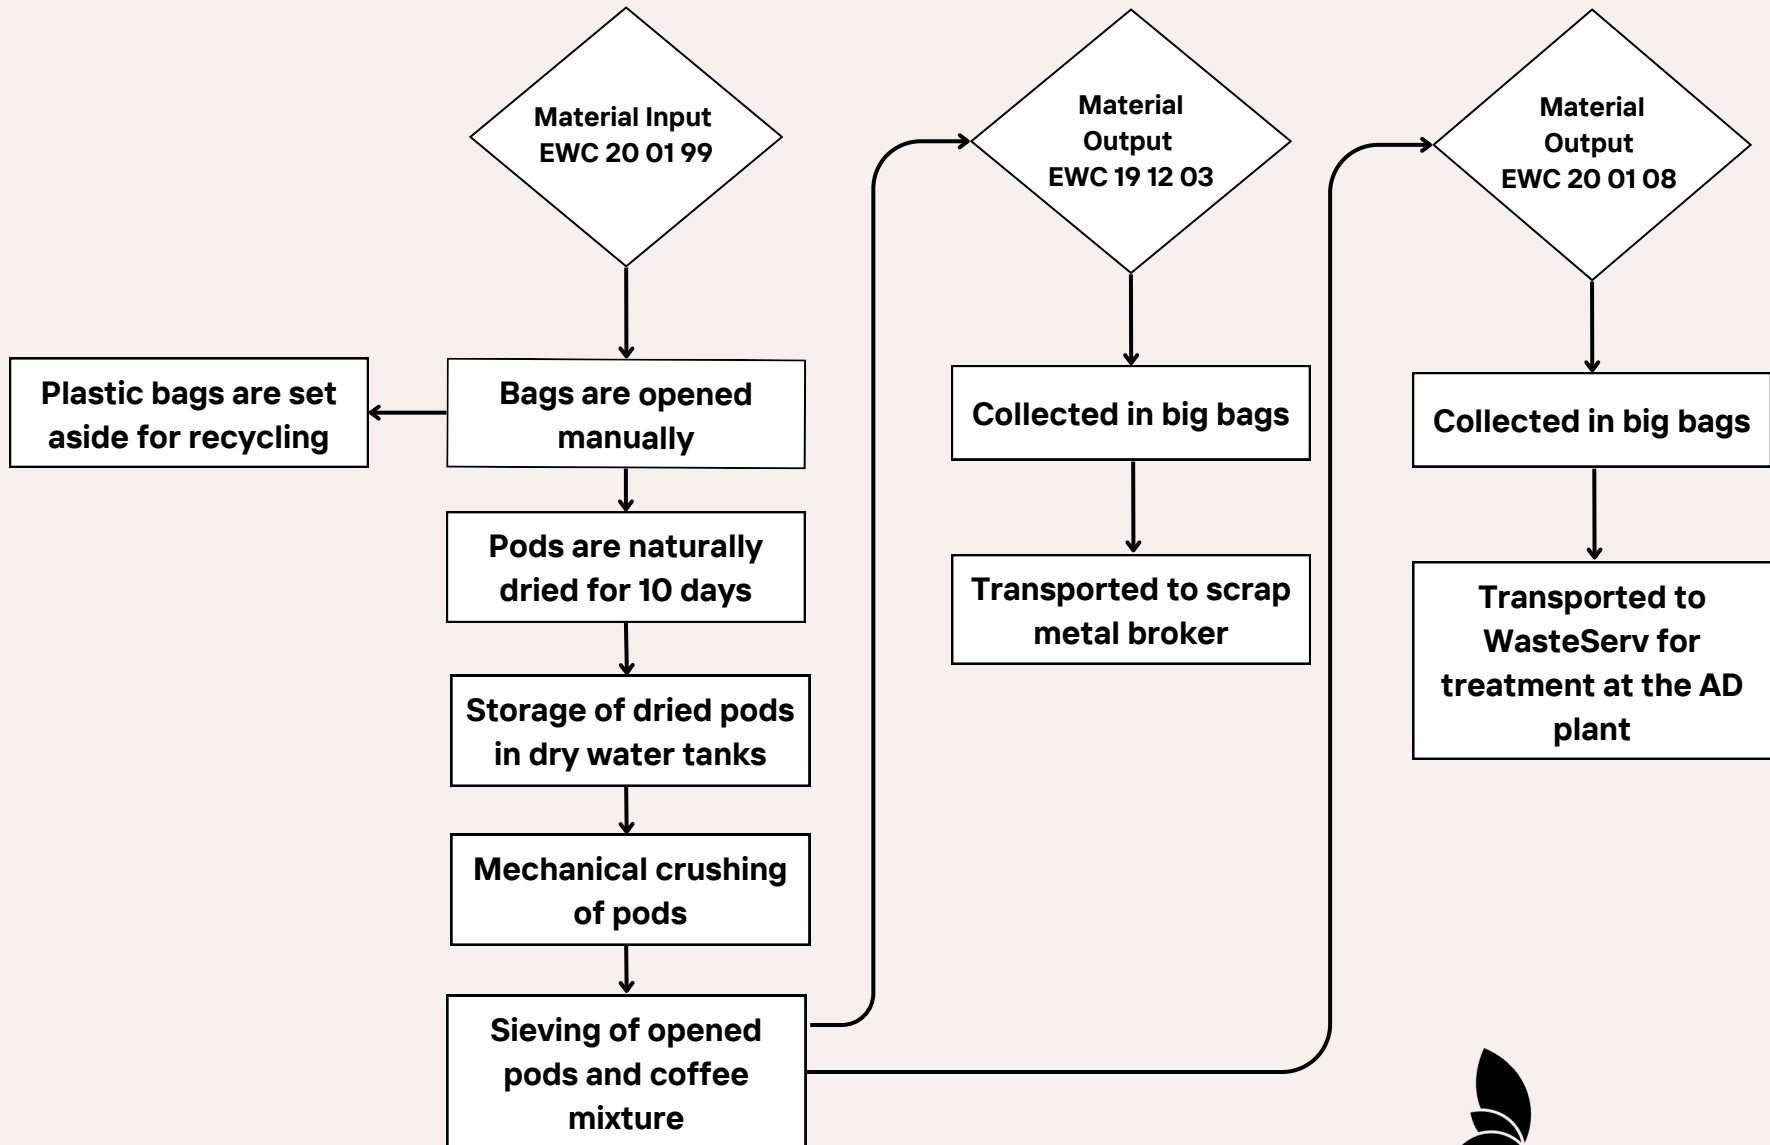 Material Input
EWC 20 01 99
Plastic bags are set
aside for recycling
Bags are opened
manually
Pods are naturally
dried for 10 days
Storage of dried pods
in dry water tanks
Mechanical crushing
of pods
Sieving of opened
pods and coffee
mixture
Material
Output
EWC 19 12 03
Collected in big bags
Transported to scrap
metal broker
Material
Output
EWC 20 01 08
Collected in big bags
Transported to
WasteServ for
treatment at the AD
plant